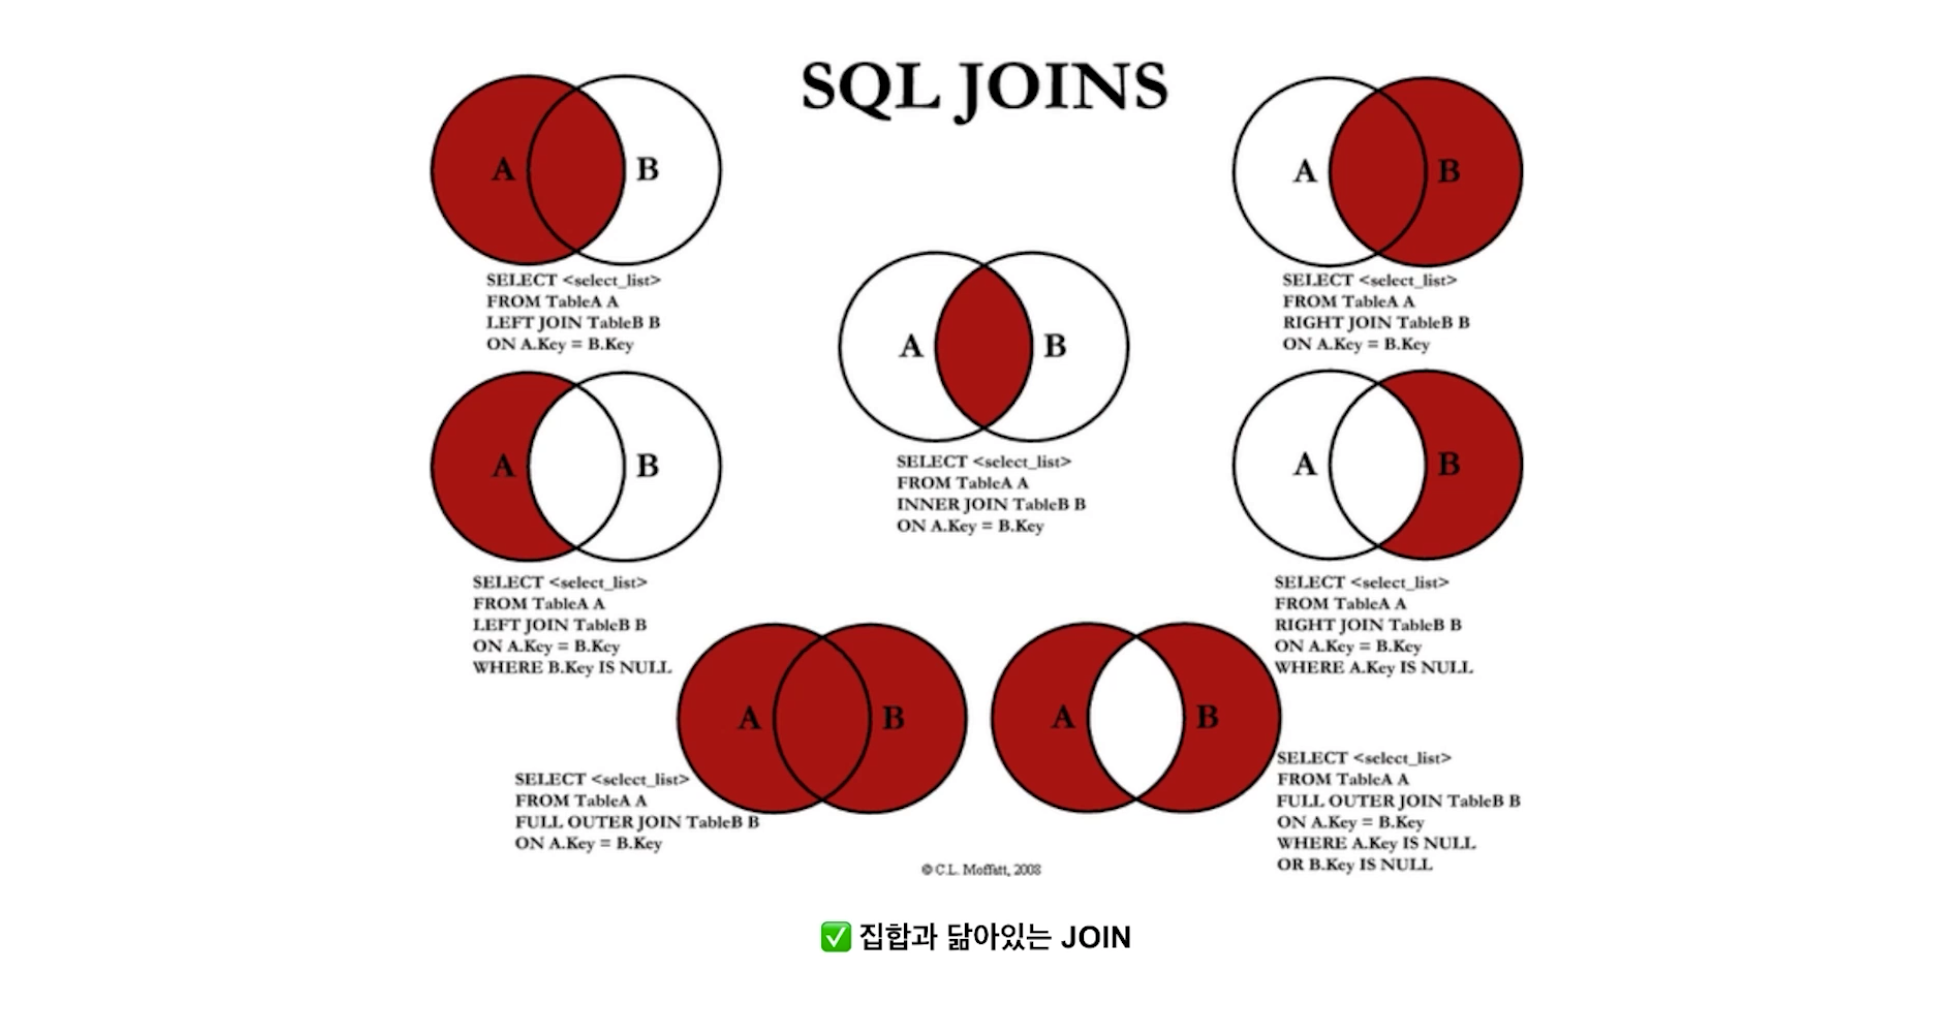 SQL JOINS
A B
SELECT <select_list>
FROM TableA A
LEFT JOIN TableB B
ON A.Key = B.Key
A B
SELECT <select_list>
FROM TableA A
RIGHT JOIN TableB B
ON A.Key = B.Key
A B
SELECT <select_list>
FROM TableA A
INNER JOIN TableB B
ON A.Key = B.Key
A B
SELECT <select_list>
FROM TableA A
LEFT JOIN TableB B
ON A.Key = B.Key
WHERE B.Key IS NULL
A B
SELECT <select_list>
FROM TableA A
RIGHT JOIN TableB B
ON A.Key = B.Key
WHERE A.Key IS NULL
A B
SELECT <select_list>
FROM TableA A
FULL OUTER JOIN TableB B
ON A.Key = B.Key
A B
SELECT <select_list>
FROM TableA A
FULL OUTER JOIN TableB B
ON A.Key = B.Key
WHERE A.Key IS NULL
OR B.Key IS NULL
© C.L. Moffatt, 2008
✅ 집합과 닮아있는 JOIN